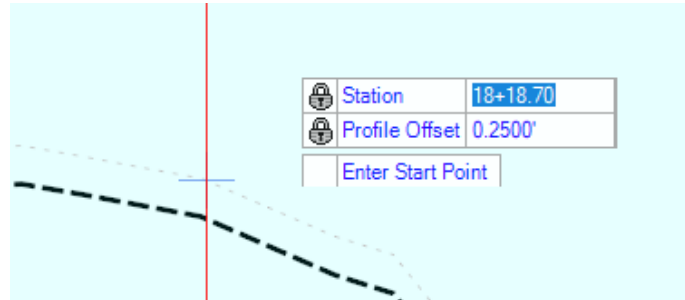 Station 18+18.70
Profile Offset 0.2500'
Enter Start Point